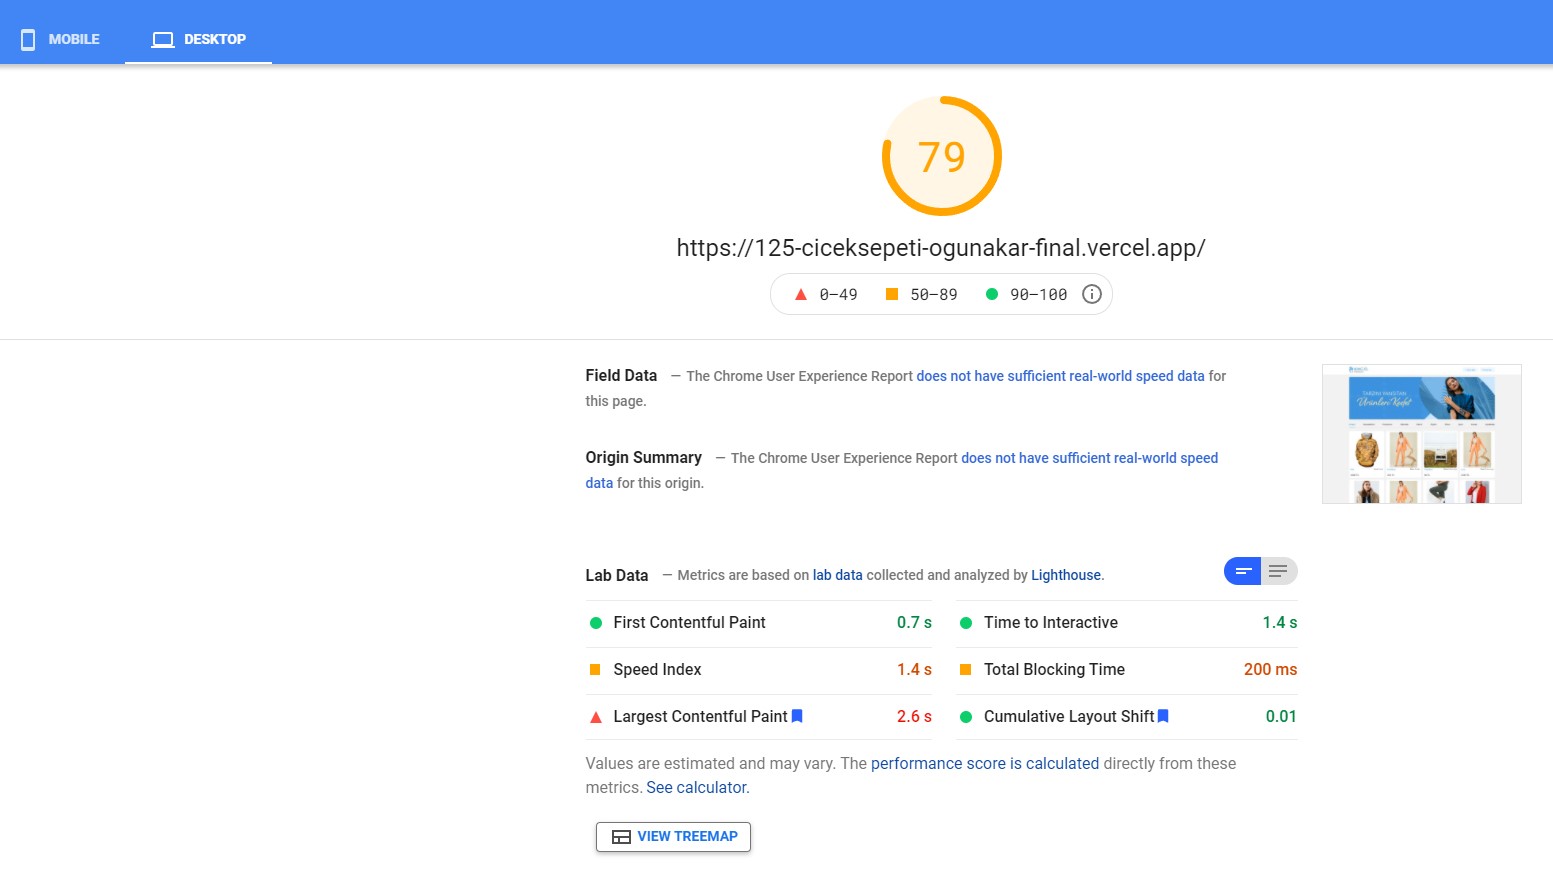 MOBILE
DESKTOP
79
https://125-ciceksepeti-ogunakar-final.vercel.app/
0–49
50–89
90–100
Field Data — The Chrome User Experience Report does not have sufficient real-world speed data for
this page.
Origin Summary — The Chrome User Experience Report does not have sufficient real-world speed
data for this origin.
Lab Data — Metrics are based on lab data collected and analyzed by Lighthouse.
First Contentful Paint 0.7 s
Time to Interactive 1.4 s
Speed Index 1.4 s
Total Blocking Time 200 ms
Largest Contentful Paint 2.6 s
Cumulative Layout Shift 0.01
Values are estimated and may vary. The performance score is calculated directly from these
metrics. See calculator.
VIEW TREEMAP